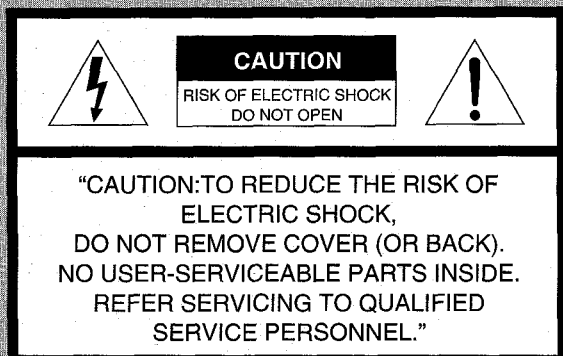 CAUTION
RISK OF ELECTRIC SHOCK
DO NOT OPEN
“CAUTION:TO REDUCE THE RISK OF
ELECTRIC SHOCK,
DO NOT REMOVE COVER (OR BACK).
NO USER-SERVICEABLE PARTS INSIDE.
REFER SERVICING TO QUALIFIED
SERVICE PERSONNEL.”